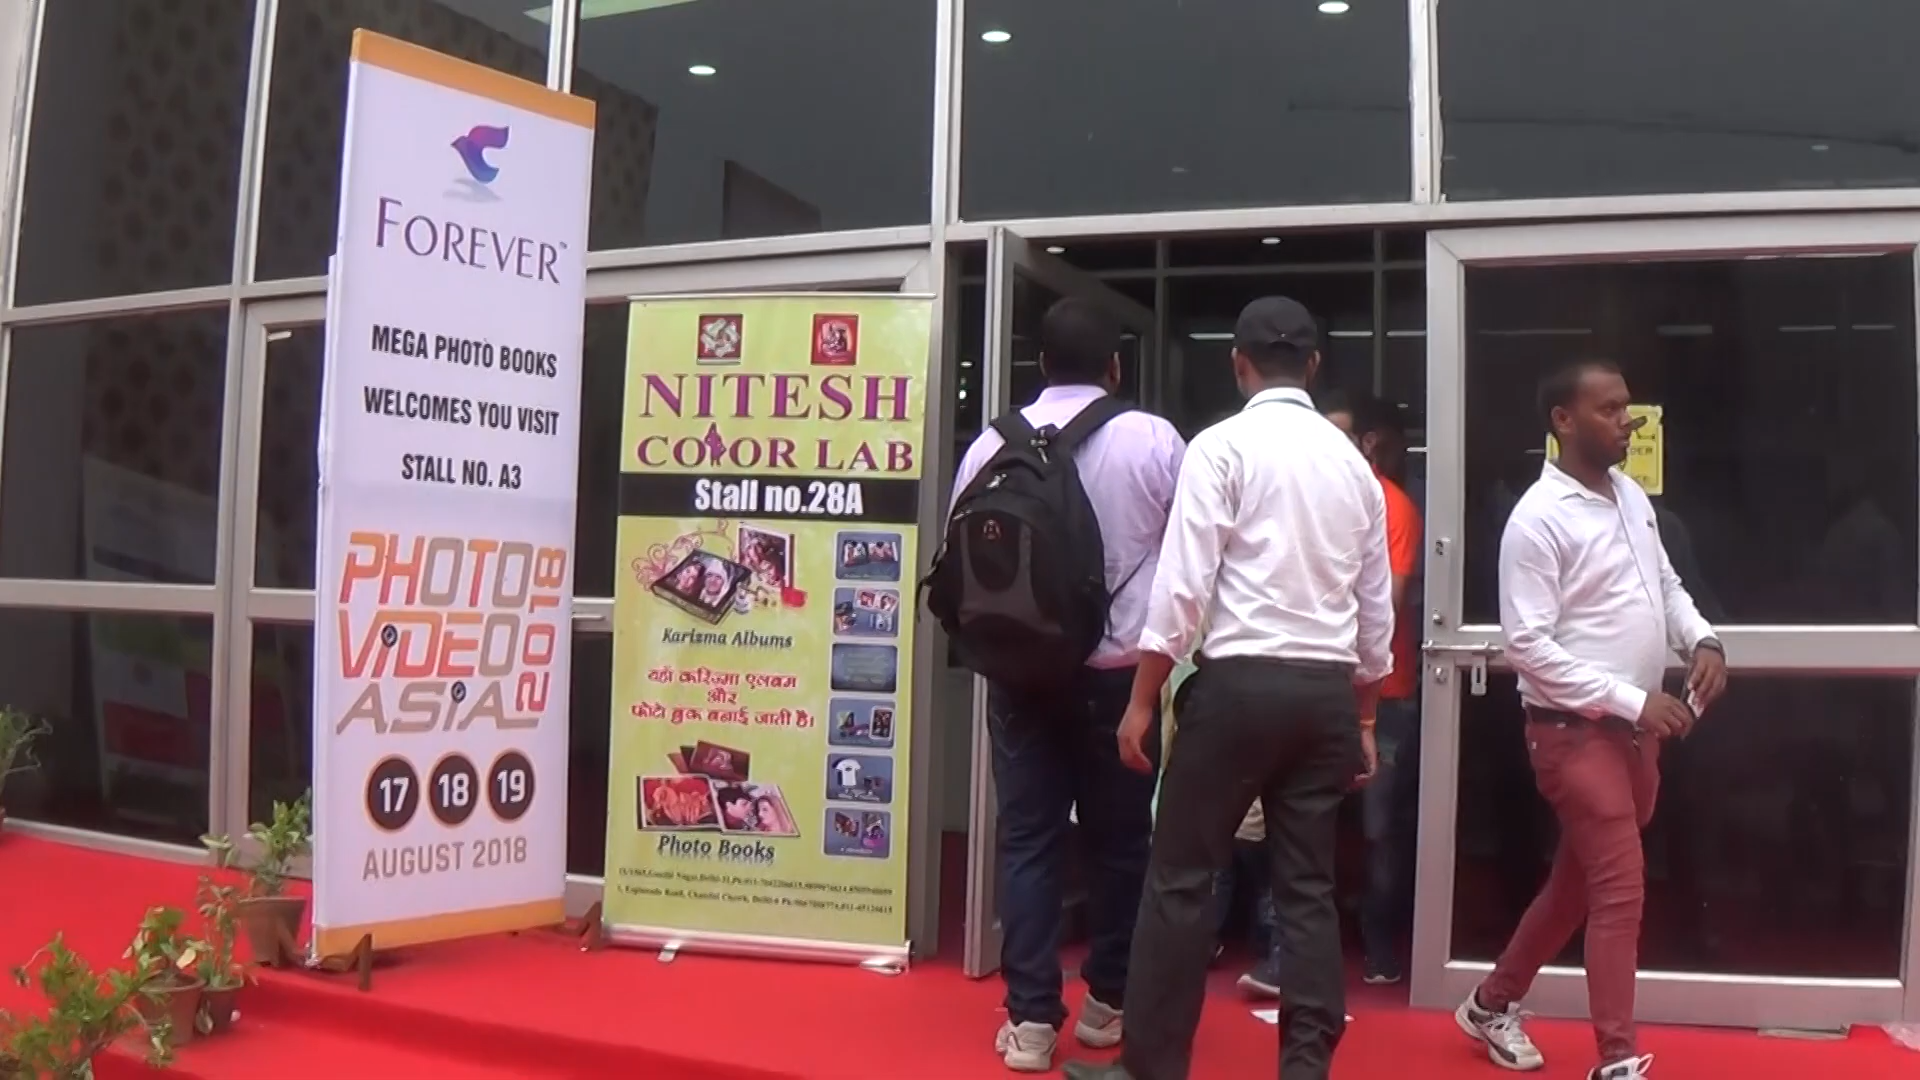 FOREVER™
MEGA PHOTO BOOKS
WELCOMES YOU VISIT
STALL NO. A3
PHOTO
VIDEO
ASIA
2018
17 18 19
AUGUST 2018
NITESH
COLOR LAB
Stall no.28A
Karizma Albums
यहाँ करिज्मा एलबम
और
फोटो बुक बनाई जाती है।
Photo Books